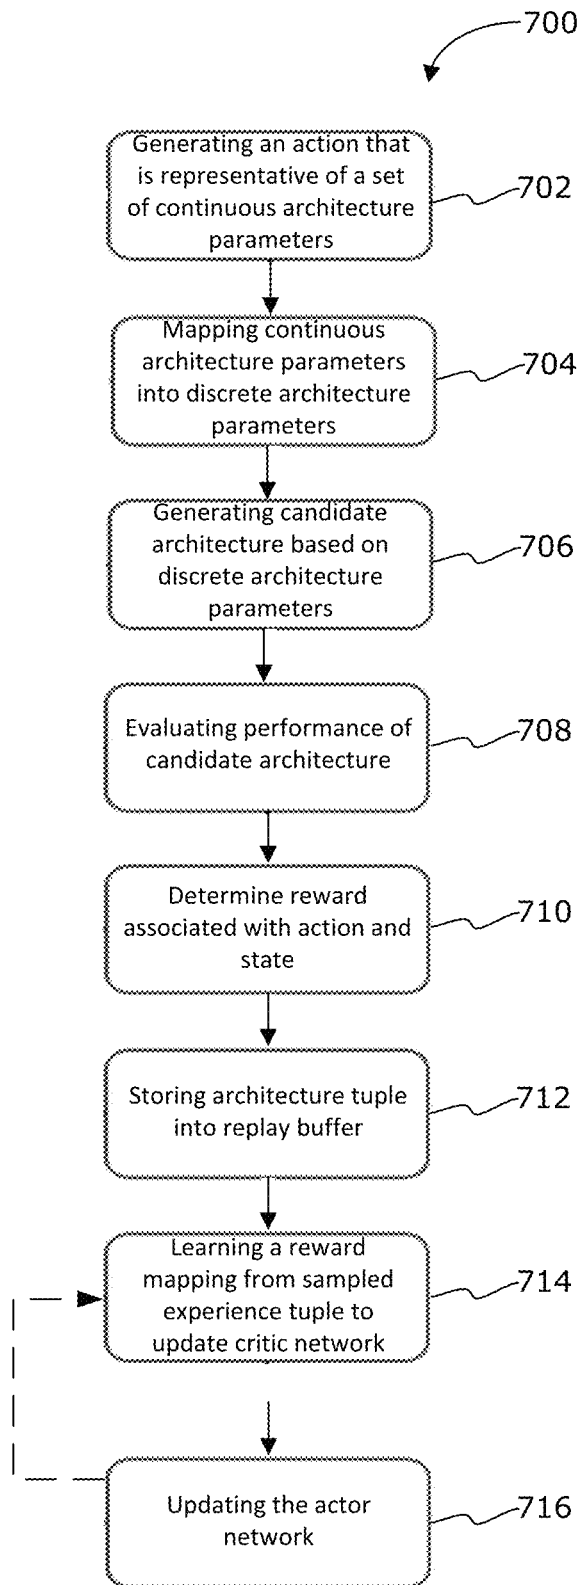 700
Generating an action that
is representative of a set
of continuous architecture
parameters
702
Mapping continuous
architecture parameters
into discrete architecture
parameters
704
Generating candidate
architecture based on
discrete architecture
parameters
706
Evaluating performance of
candidate architecture
708
Determine reward
associated with action and
state
710
Storing architecture tuple
into replay buffer
712
Learning a reward
mapping from sampled
experience tuple to
update critic network
714
Updating the actor
network
716